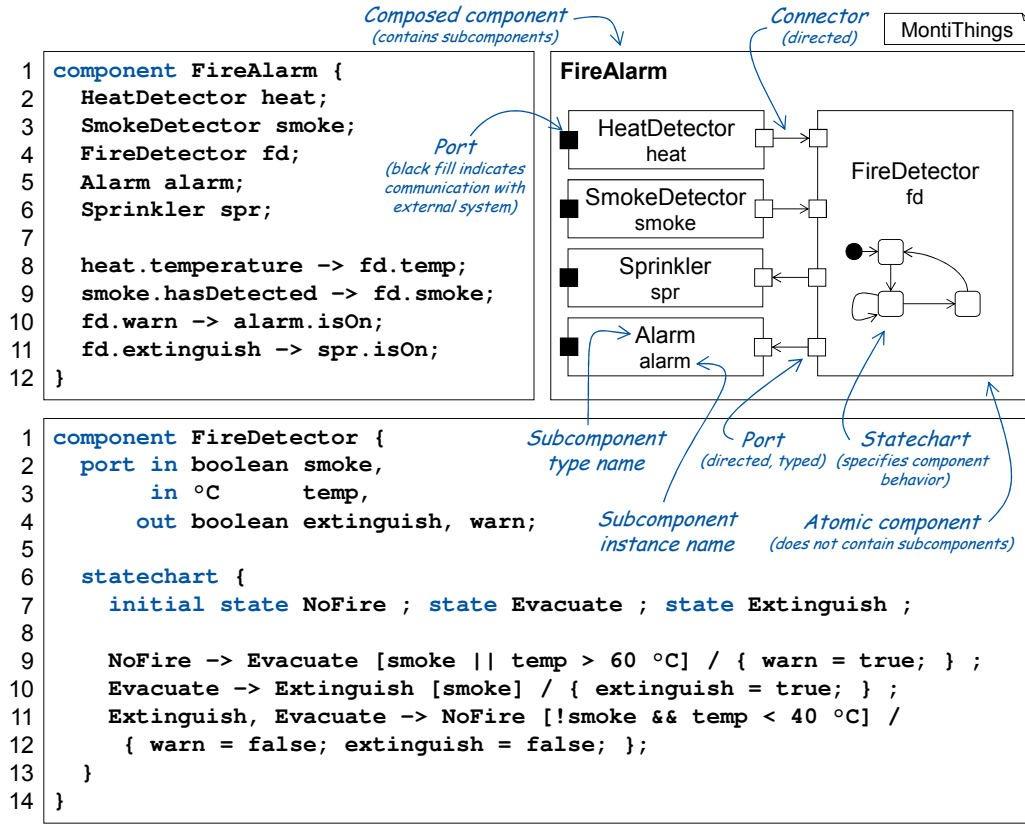 Composed component
(contains subcomponents)
Connector
(directed)
MontiThings
1 component FireAlarm {
2 HeatDetector heat;
3 SmokeDetector smoke;
4 FireDetector fd;
5 Alarm alarm;
6 Sprinkler spr;
7
8 heat.temperature -> fd.temp;
9 smoke.hasDetected -> fd.smoke;
10 fd.warn -> alarm.isOn;
11 fd.extinguish -> spr.isOn;
12 }
Port
(black fill indicates
communication with
external system)
FireAlarm
HeatDetector
heat
SmokeDetector
smoke
Sprinkler
spr
Alarm
alarm
FireDetector
fd
Subcomponent
type name
Port
(directed, typed)
Statechart
(specifies component
behavior)
Subcomponent
instance name
Atomic component
(does not contain subcomponents)
1 component FireDetector {
2 port in boolean smoke,
3 in °C temp,
4 out boolean extinguish, warn;
5
6 statechart {
7 initial state NoFire ; state Evacuate ; state Extinguish ;
8
9 NoFire -> Evacuate [smoke || temp > 60 °C] / { warn = true; } ;
10 Evacuate -> Extinguish [smoke] / { extinguish = true; } ;
11 Extinguish, Evacuate -> NoFire [!smoke && temp < 40 °C] /
12 { warn = false; extinguish = false; };
13 }
14 }